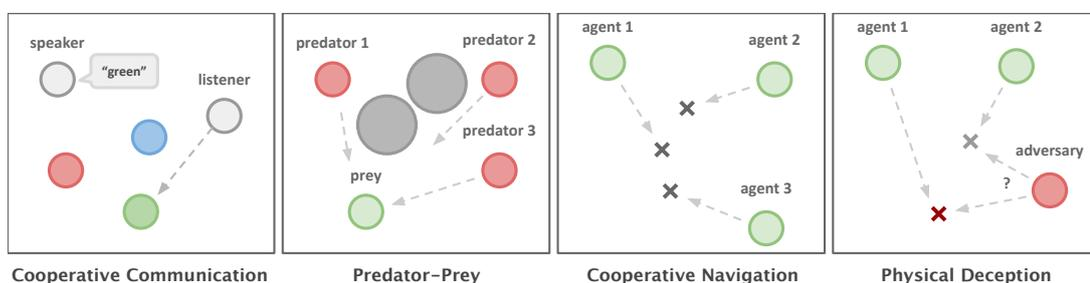 speaker
“green”
listener
Cooperative Communication
predator 1
predator 2
predator 3
prey
Predator-Prey
agent 1
agent 2
agent 3
Cooperative Navigation
agent 1
agent 2
adversary
?
Physical Deception